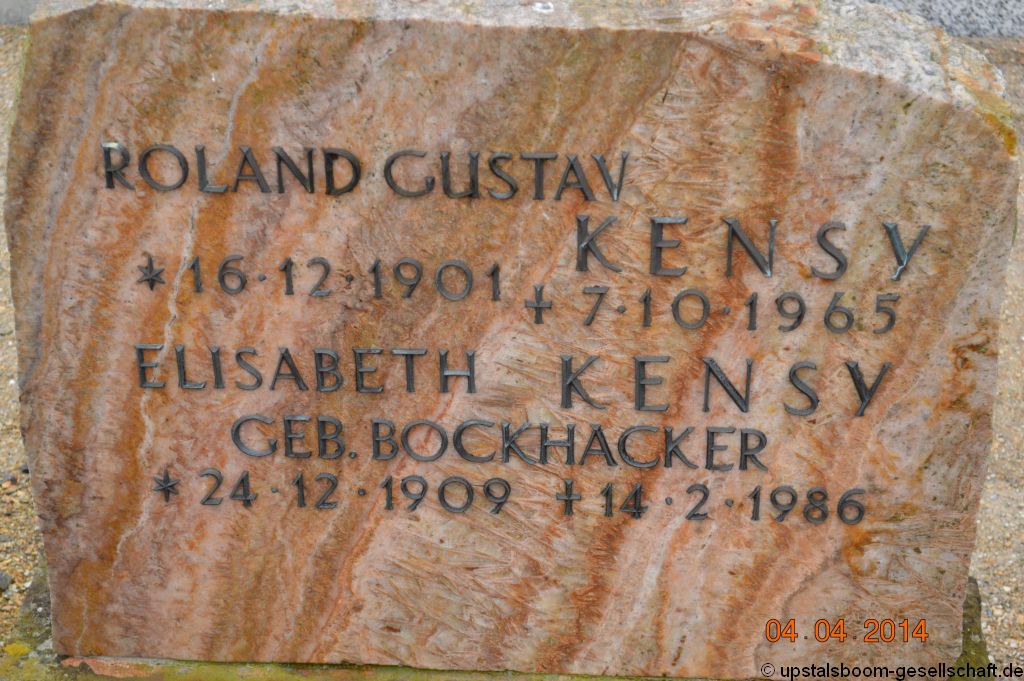 ROLAND GUSTAV
KENSY
* 16·12·1901 † 7·10·1965
ELISABETH KENSY
GEB. BOCKHACKER
* 24·12·1909 † 14·2·1986
04.04.2014
© upstalsboom-gesellschaft.de